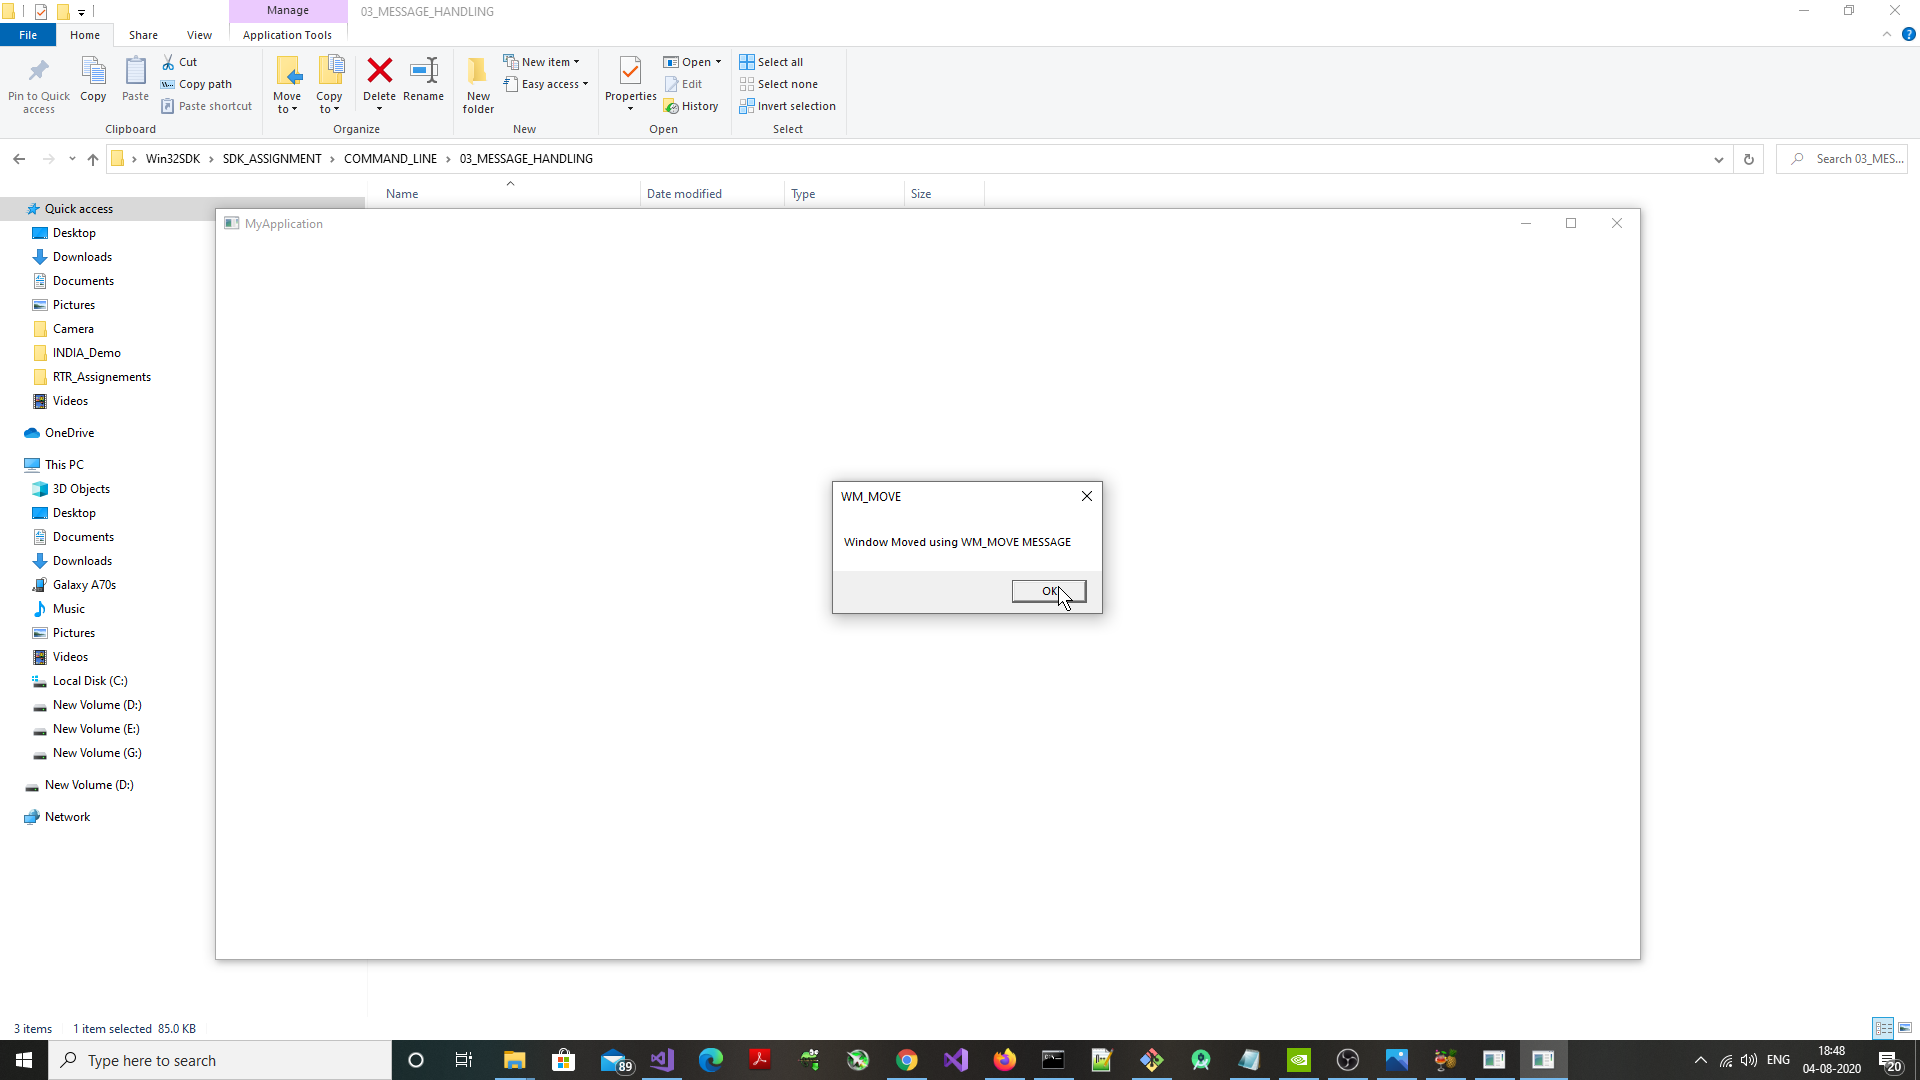 Manage
03_MESSAGE_HANDLING
File
Home
Share
View
Application Tools
Pin to Quick access
Copy
Paste
Cut
Copy path
Paste shortcut
Clipboard
Move to
Copy to
Delete
Rename
Organize
New folder
New item
Easy access
New
Properties
Open
Edit
History
Open
Select all
Select none
Invert selection
Select
Win32SDK
SDK_ASSIGNMENT
COMMAND_LINE
03_MESSAGE_HANDLING
Search 03_MES...
Name
Date modified
Type
Size
Quick access
Desktop
Downloads
Documents
Pictures
Camera
INDIA_Demo
RTR_Assignements
Videos
OneDrive
This PC
3D Objects
Desktop
Documents
Downloads
Galaxy A70s
Music
Pictures
Videos
Local Disk (C:)
New Volume (D:)
New Volume (E:)
New Volume (G:)
New Volume (D:)
Network
MyApplication
WM_MOVE
Window Moved using WM_MOVE MESSAGE
OK
3 items
1 item selected 85.0 KB
Type here to search
89
ENG
18:48
04-08-2020
20